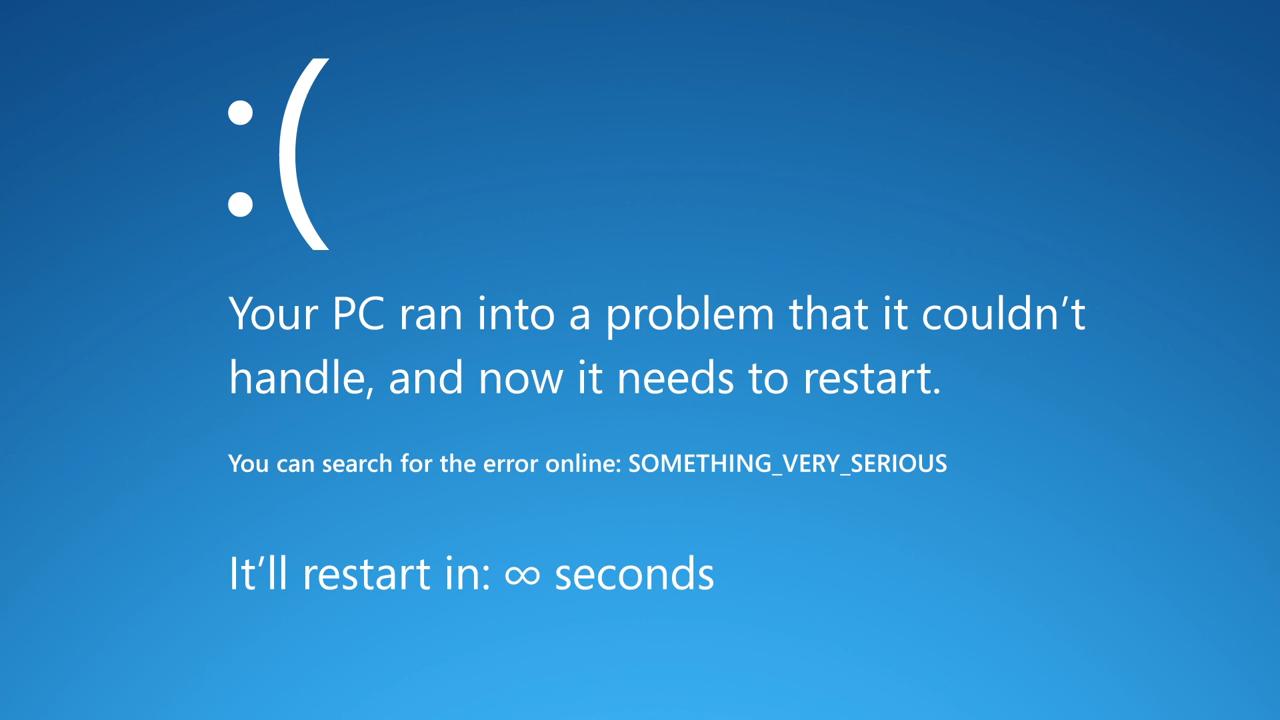 :(
Your PC ran into a problem that it couldn’t
handle, and now it needs to restart.
You can search for the error online: SOMETHING_VERY_SERIOUS
It’ll restart in: ∞ seconds